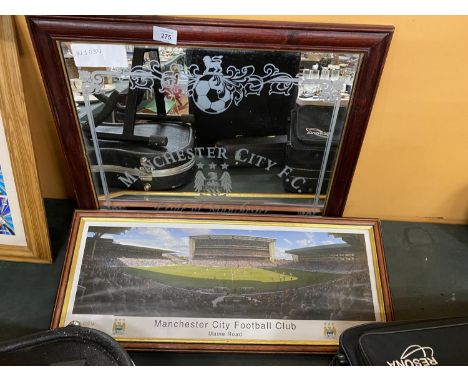 275
MANCHESTER CITY F.C.
Manchester City Football Club
Maine Road
RESONA